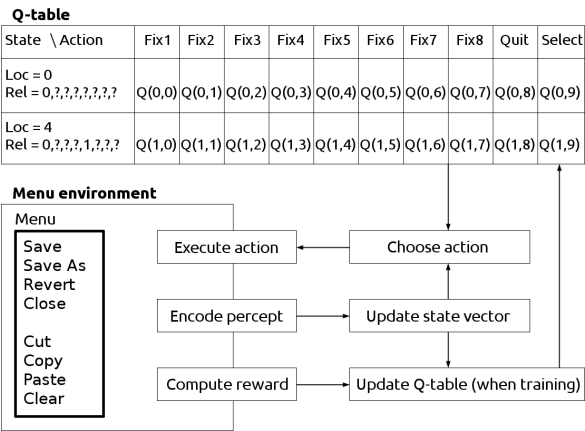 Q-table
State \ Action Fix1 Fix2 Fix3 Fix4 Fix5 Fix6 Fix7 Fix8 Quit Select
Loc = 0
Rel = 0,?,?,?,?,?,?,? Q(0,0) Q(0,1) Q(0,2) Q(0,3) Q(0,4) Q(0,5) Q(0,6) Q(0,7) Q(0,8) Q(0,9)
Loc = 4
Rel = 0,?,?,?,1,?,?,? Q(1,0) Q(1,1) Q(1,2) Q(1,3) Q(1,4) Q(1,5) Q(1,6) Q(1,7) Q(1,8) Q(1,9)
Menu environment
Menu
Save
Save As
Revert
Close
Cut
Copy
Paste
Clear
Execute action
Choose action
Encode percept
Update state vector
Compute reward
Update Q-table (when training)